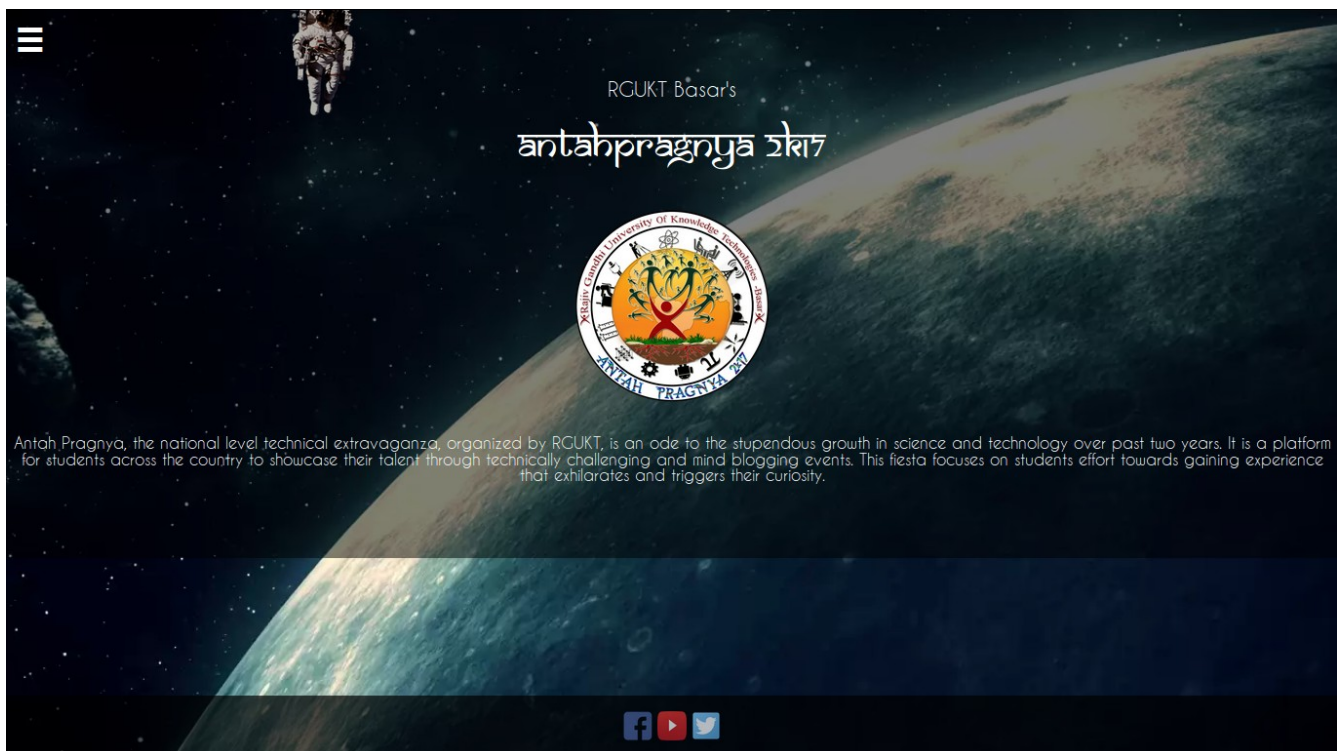 RGUKT Basar's
antahpragnya 2k17
Rajiv Gandhi University Of Knowledge Technologies -Basar
ANTAH PRAGNYA 2K17
Antah Pragnya, the national level technical extravaganza, organized by RGUKT, is an ode to the stupendous growth in science and technology over past two years. It is a platform
for students across the country to showcase their talent through technically challenging and mind blogging events. This fiesta focuses on students effort towards gaining experience
that exhilarates and triggers their curiosity.